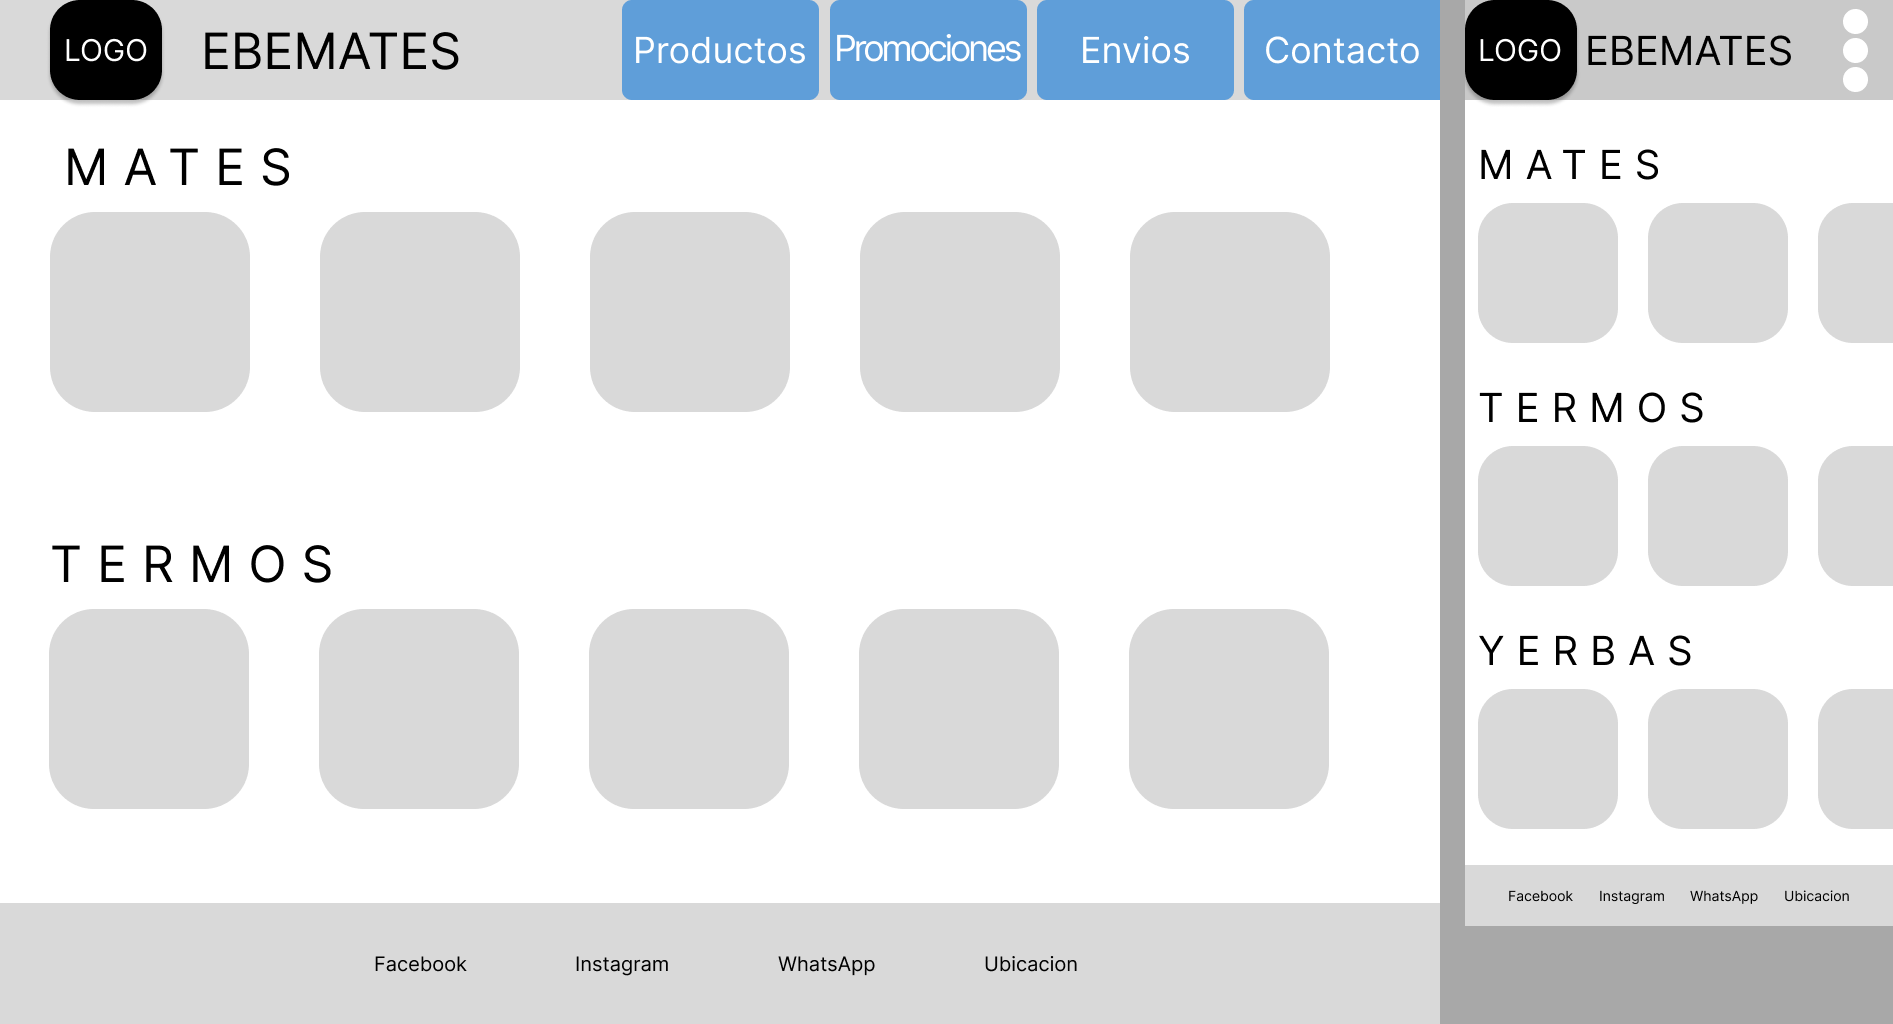 LOGO EBEMATES Productos Promociones Envios Contacto
MATES
TERMOS
Facebook Instagram WhatsApp Ubicacion
LOGO EBEMATES
MATES
TERMOS
YERBAS
Facebook Instagram WhatsApp Ubicacion